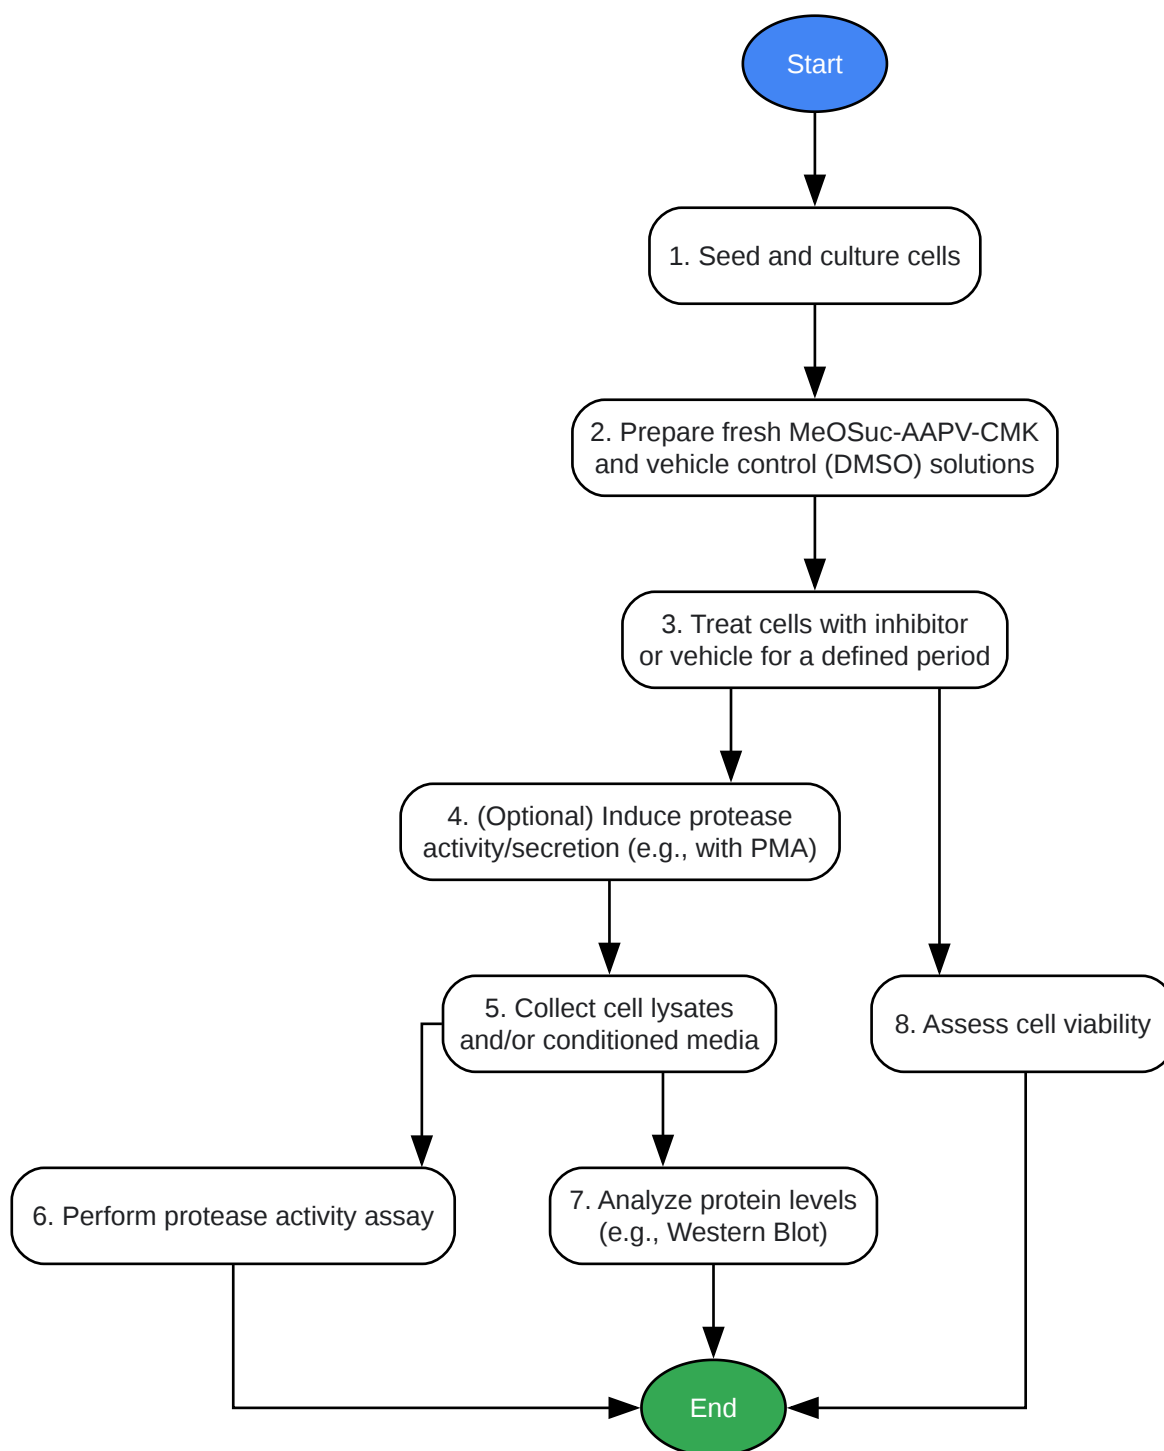 Start
1. Seed and culture cells
2. Prepare fresh MeOSuc-AAPV-CMK
and vehicle control (DMSO) solutions
3. Treat cells with inhibitor
or vehicle for a defined period
4. (Optional) Induce protease
activity/secretion (e.g., with PMA)
5. Collect cell lysates
and/or conditioned media
8. Assess cell viability
6. Perform protease activity assay
7. Analyze protein levels
(e.g., Western Blot)
End